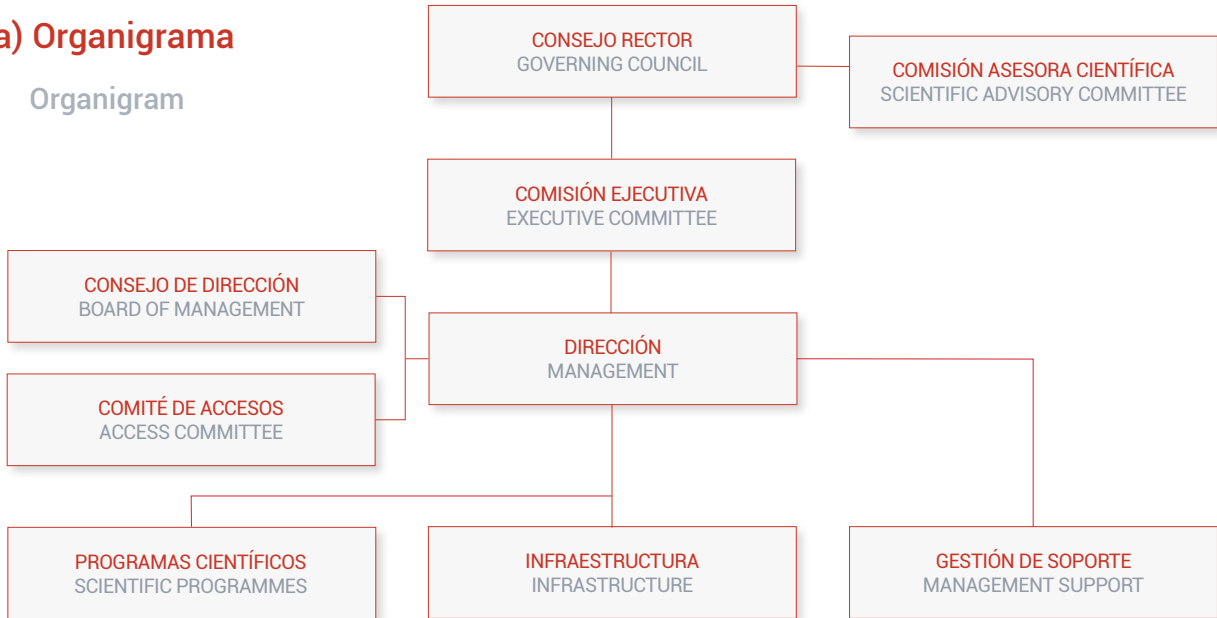 a) Organigrama
Organigram
CONSEJO RECTOR
GOVERNING COUNCIL
COMISIÓN ASESORA CIENTÍFICA
SCIENTIFIC ADVISORY COMMITTEE
COMISIÓN EJECUTIVA
EXECUTIVE COMMITTEE
CONSEJO DE DIRECCIÓN
BOARD OF MANAGEMENT
DIRECCIÓN
MANAGEMENT
COMITÉ DE ACCESOS
ACCESS COMMITTEE
PROGRAMAS CIENTÍFICOS
SCIENTIFIC PROGRAMMES
INFRAESTRUCTURA
INFRASTRUCTURE
GESTIÓN DE SOPORTE
MANAGEMENT SUPPORT